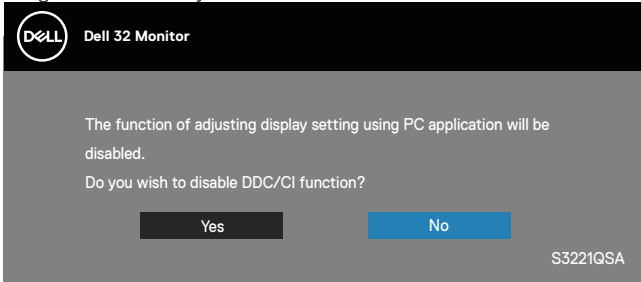 DELL
Dell 32 Monitor
The function of adjusting display setting using PC application will be
disabled.
Do you wish to disable DDC/CI function?
Yes
No
S3221QSA